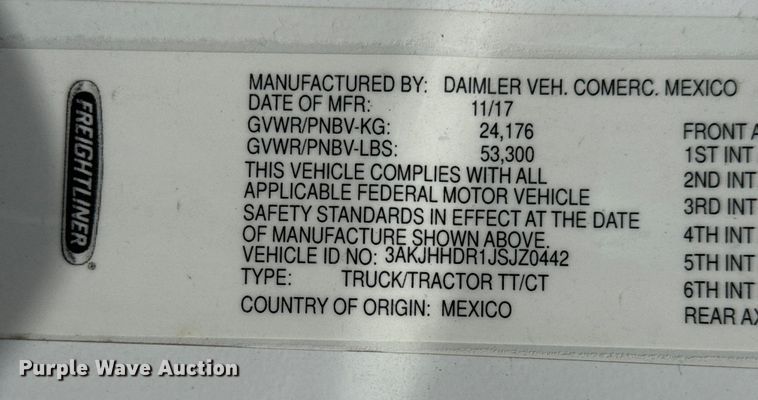 FREIGHTLINER
MANUFACTURED BY: DAIMLER VEH. COMERC. MEXICO
DATE OF MFR: 11/17
GVWR/PNBV-KG: 24,176
GVWR/PNBV-LBS: 53,300
THIS VEHICLE COMPLIES WITH ALL
APPLICABLE FEDERAL MOTOR VEHICLE
SAFETY STANDARDS IN EFFECT AT THE DATE
OF MANUFACTURE SHOWN ABOVE.
VEHICLE ID NO: 3AKJHHDR1JSJZ0442
TYPE: TRUCK/TRACTOR TT/CT
COUNTRY OF ORIGIN: MEXICO
FRONT A
1ST INT
2ND INT
3RD INT
4TH INT
5TH INT
6TH INT
REAR AX
Purple Wave Auction